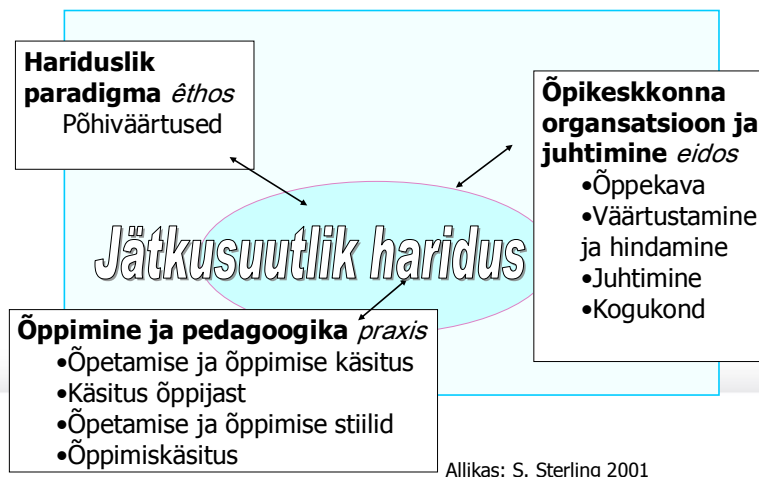 Hariduslik
paradigma êthos
Põhiväärtused
Õpikeskkonna
organsatsioon ja
juhtimine eidos
•Õppekava
•Väärtustamine
ja hindamine
•Juhtimine
•Kogukond
Jätkusuutlik haridus
Õppimine ja pedagoogika praxis
•Õpetamise ja õppimise käsitus
•Käsitus õppijast
•Õpetamise ja õppimise stiilid
•Õppimiskäsitus
Allikas: S. Sterling 2001